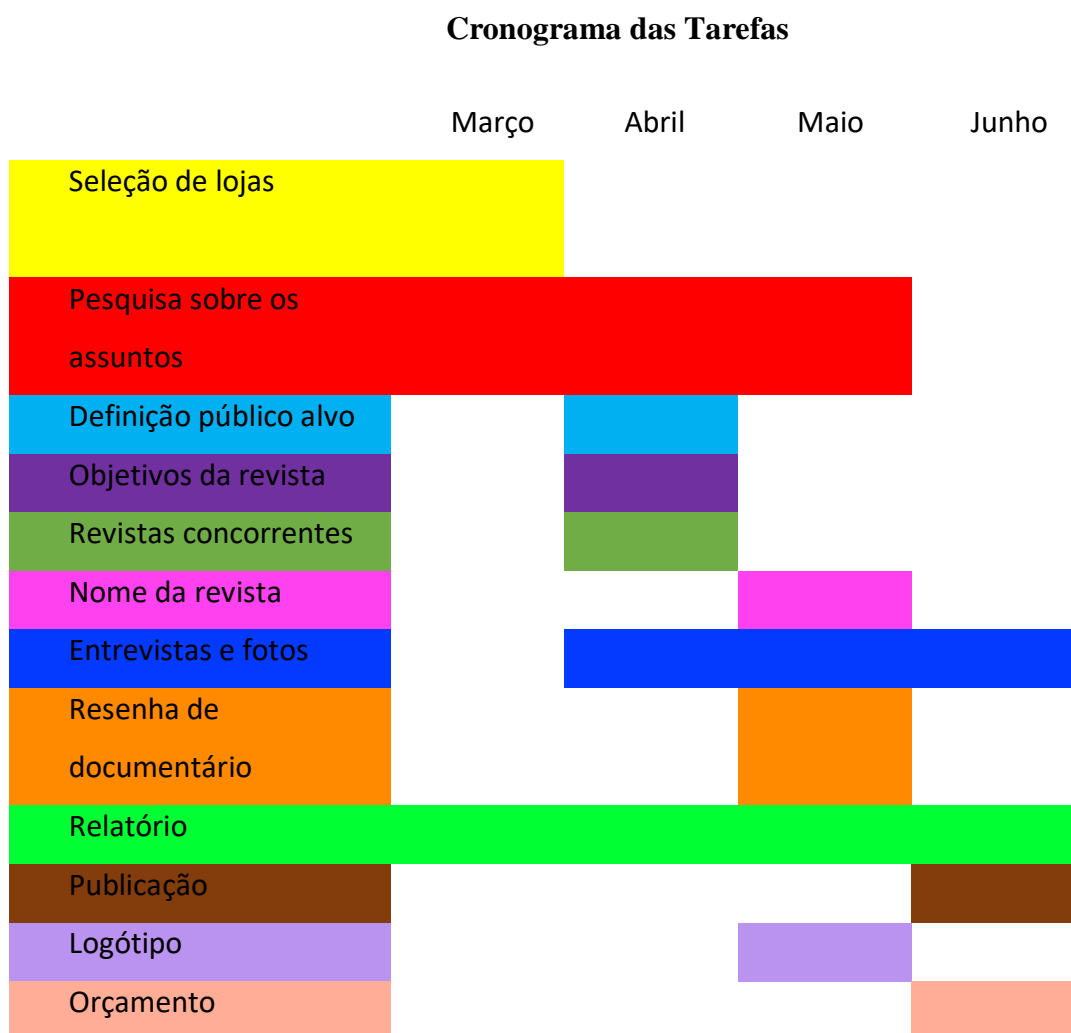 Cronograma das Tarefas
Março Abril Maio Junho
Seleção de lojas
Pesquisa sobre os
assuntos
Definição público alvo
Objetivos da revista
Revistas concorrentes
Nome da revista
Entrevistas e fotos
Resenha de
documentário
Relatório
Publicação
Logótipo
Orçamento